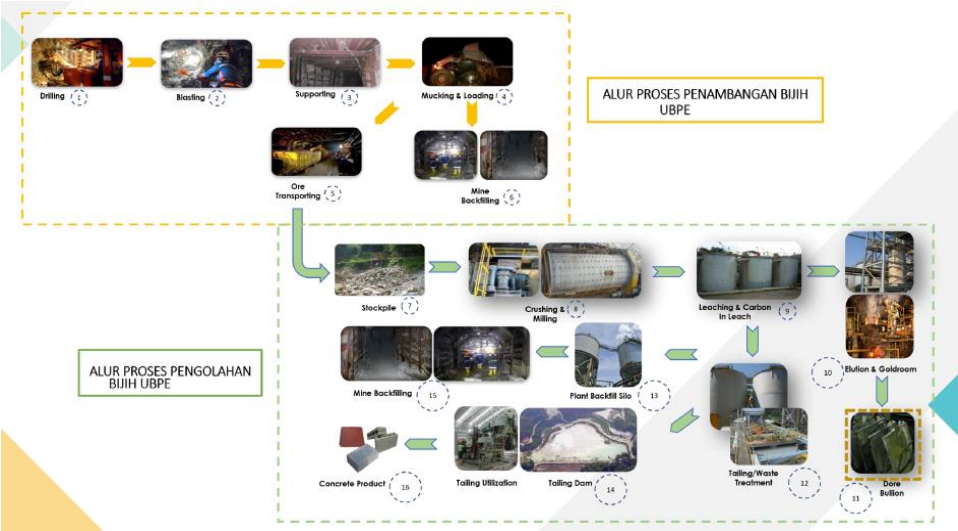 Drilling 1
Blasting 2
Supporting 3
Mucking & Loading 4
ALUR PROSES PENAMBANGAN BIJIH
UBPE
Ore
Transporting 5
Mine
Backfilling 6
Stockpile 7
Crushing & 8
Milling
Leaching & Carbon
In Leach 9
ALUR PROSES PENGOLAHAN
BIJIH UBPE
Mine Backfilling 15
Plant Backfill Silo 13
10 Elution & Goldroom
Concrete Product 16
Tailing Utilization
Tailing Dam 14
Tailing/Waste
Treatment 12
11 Dore
Bullion